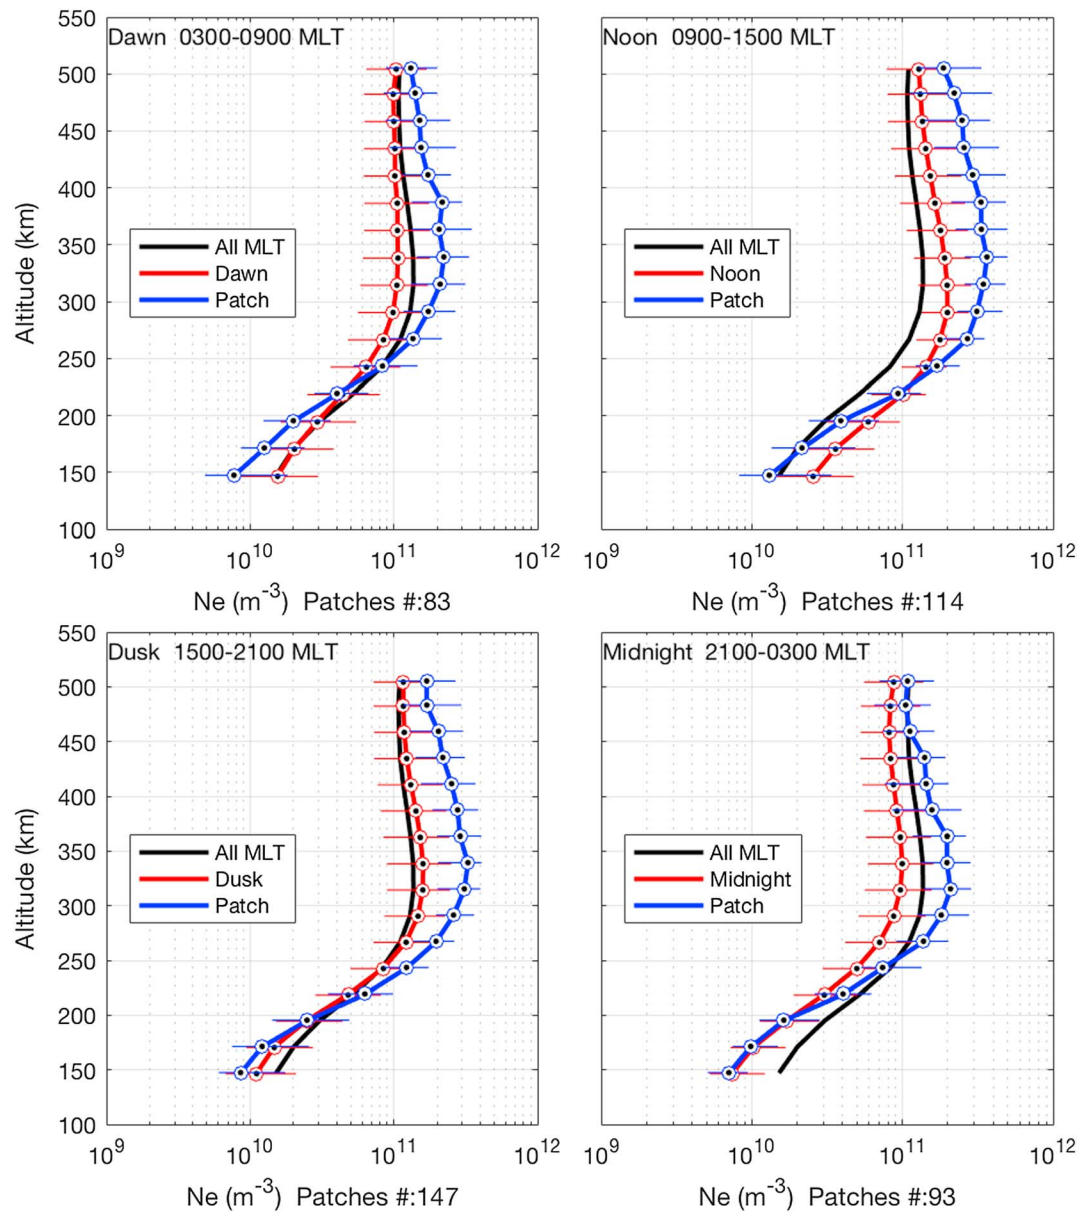 Dawn 0300-0900 MLT
550
500
450
400
350
300
250
200
150
100
Altitude (km)
All MLT
Dawn
Patch
10^9 10^10 10^11 10^12
Ne (m^-3) Patches #:83
Noon 0900-1500 MLT
550
500
450
400
350
300
250
200
150
100
Altitude (km)
All MLT
Noon
Patch
10^9 10^10 10^11 10^12
Ne (m^-3) Patches #:114
Dusk 1500-2100 MLT
All MLT
Dusk
Patch
10^9 10^10 10^11 10^12
Ne (m^-3) Patches #:147
Midnight 2100-0300 MLT
All MLT
Midnight
Patch
10^9 10^10 10^11 10^12
Ne (m^-3) Patches #:93